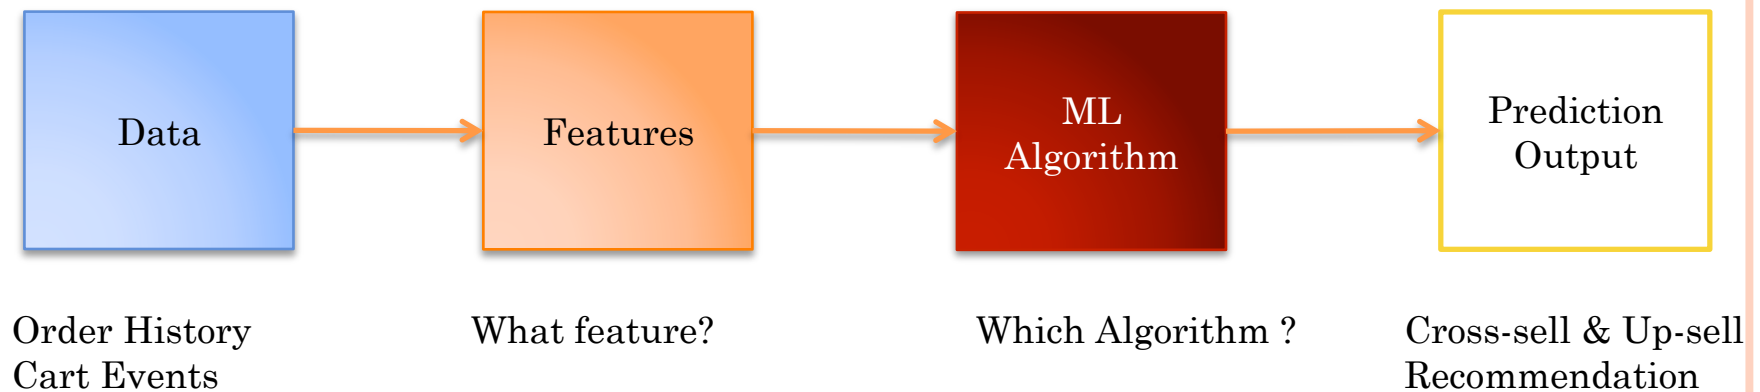 Data
Features
ML
Algorithm
Prediction
Output
Order History
Cart Events
What feature?
Which Algorithm ?
Cross-sell & Up-sell
Recommendation